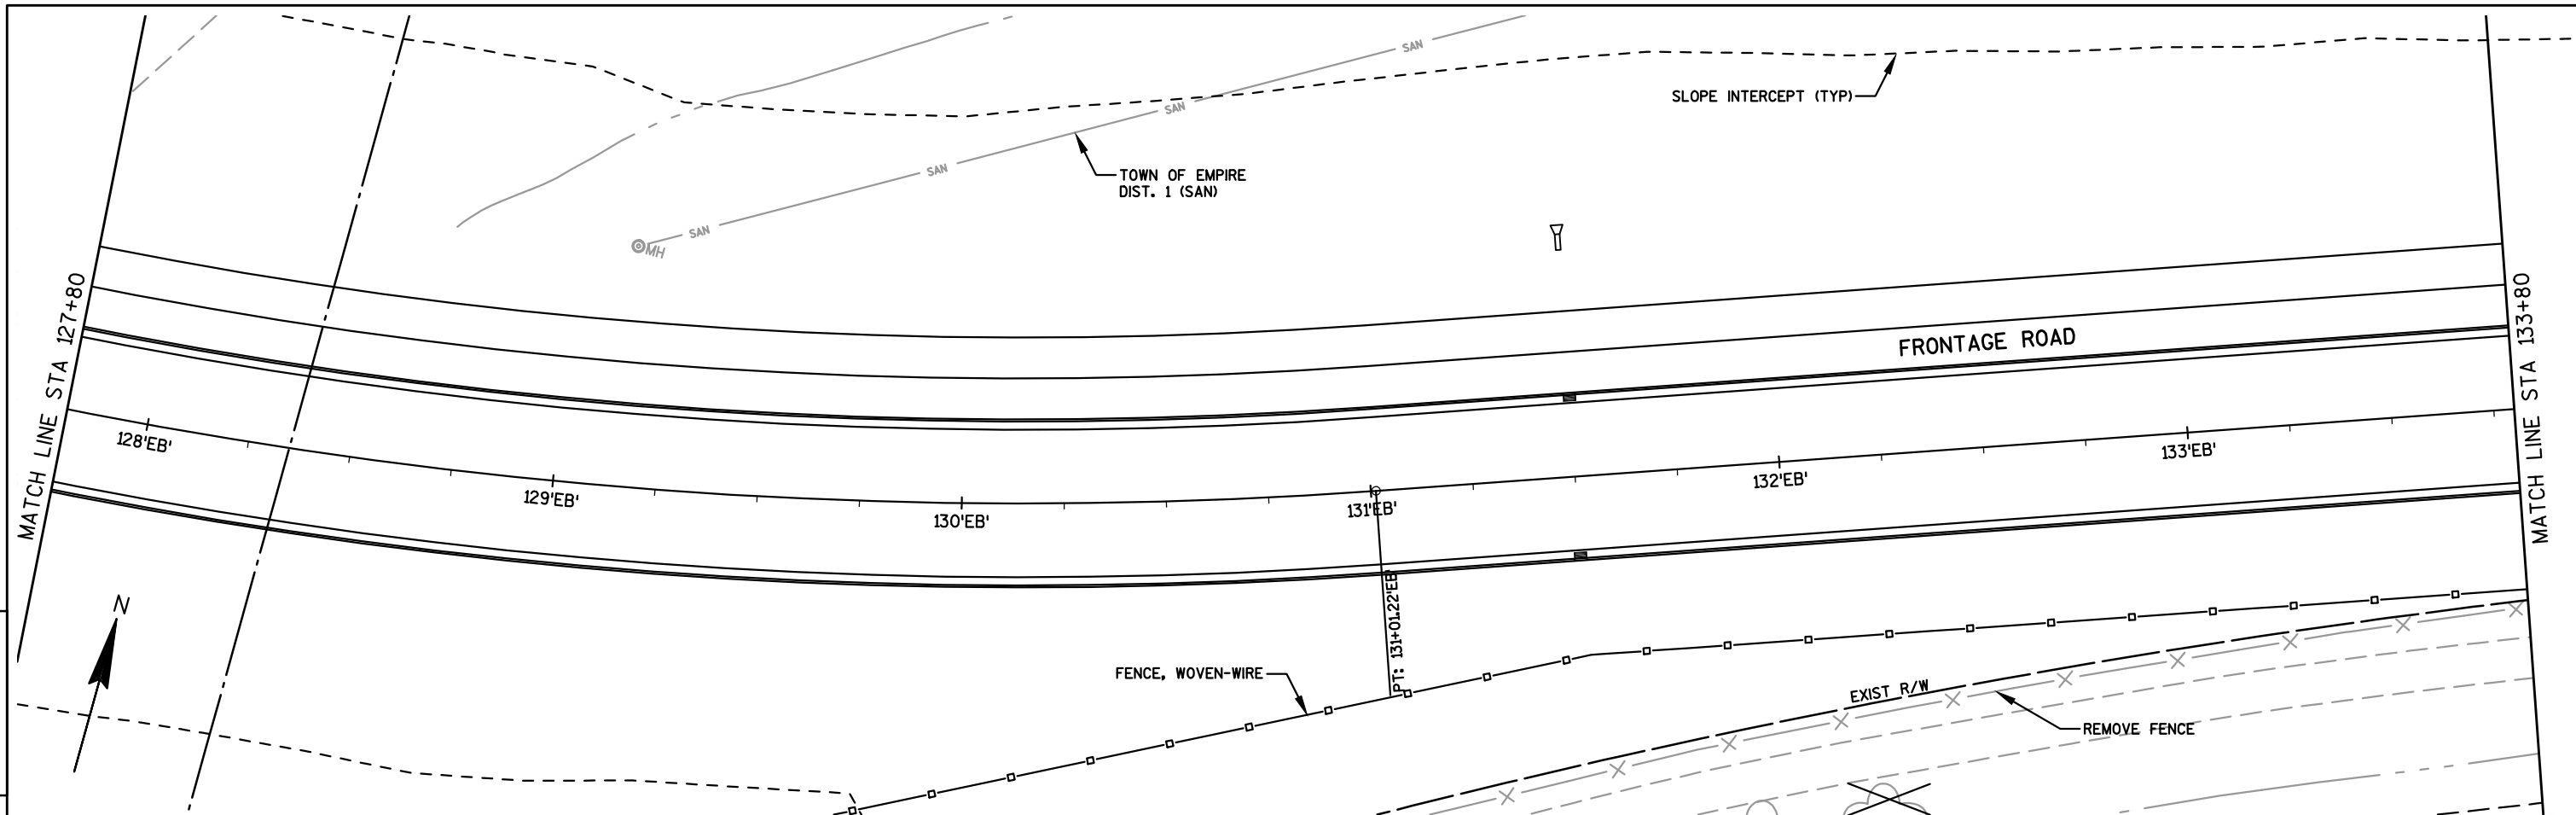 SAN
SLOPE INTERCEPT (TYP)
SAN
SAN
TOWN OF EMPIRE
DIST. 1 (SAN)
SAN
MH
MATCH LINE STA 127+80
FRONTAGE ROAD
MATCH LINE STA 133+80
128'EB'
129'EB'
130'EB'
131'EB'
132'EB'
133'EB'
PT: 131+01.22'EB'
N
FENCE, WOVEN-WIRE
EXIST R/W
REMOVE FENCE